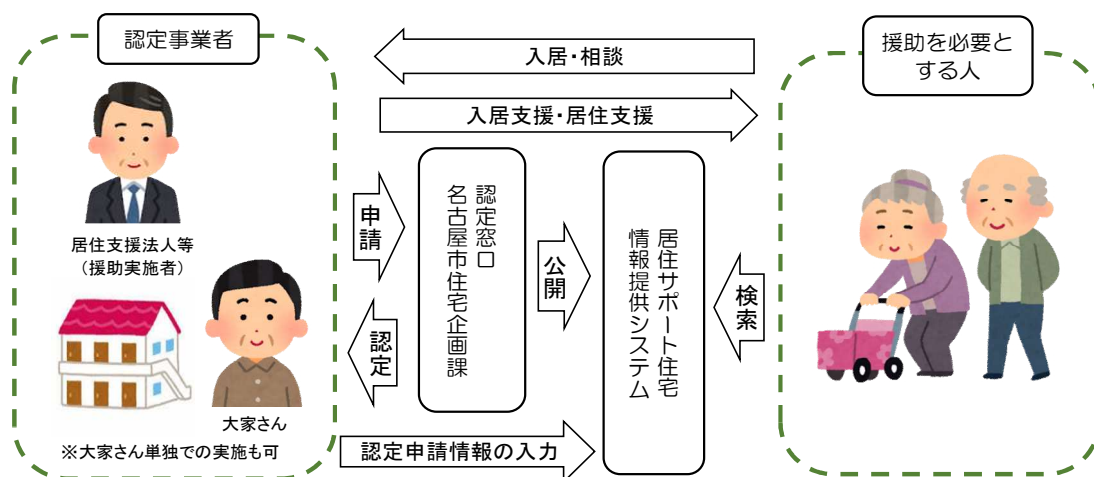 認定事業者
居住支援法人等
（援助実施者）
大家さん
※大家さん単独での実施も可
入居・相談
入居支援・居住支援
申請
認定
認定窓口
名古屋市住宅企画課
公開
居住サポート住宅
情報提供システム
検索
認定申請情報の入力
援助を必要と
する人